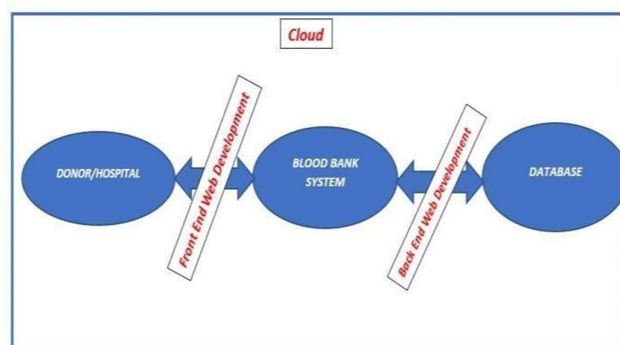 Cloud
DONOR/HOSPITAL
Front End Web Development
BLOOD BANK
SYSTEM
Back End Web Development
DATABASE